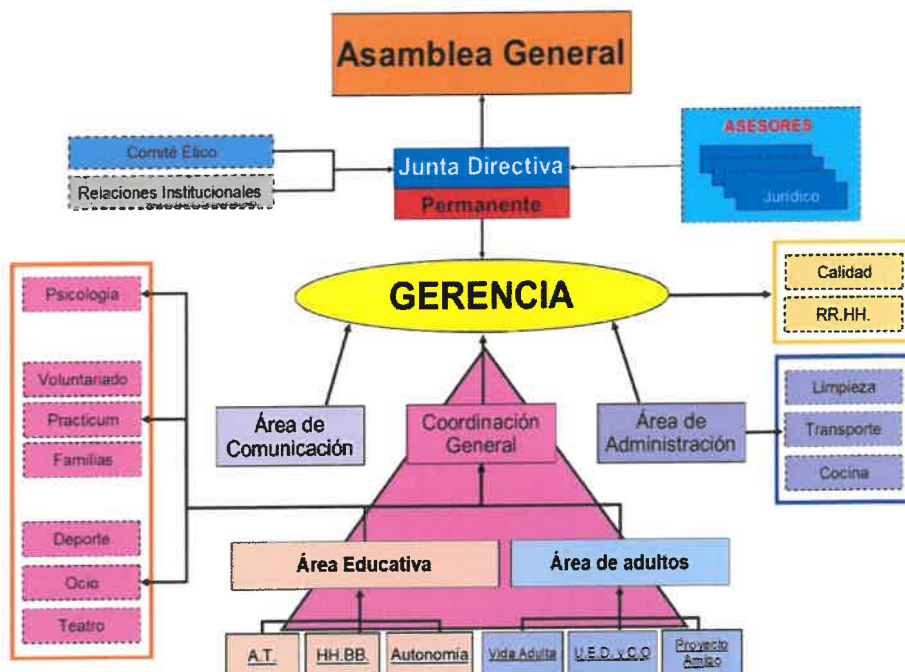 Asamblea General
Comité Ético
Relaciones Institucionales
Junta Directiva
Permanente
ASESORES
Jurídico
GERENCIA
Calidad
RR.HH.
Psicología
Voluntariado
Practicum
Familias
Deporte
Ocio
Teatro
Área de
Comunicación
Coordinación
General
Área de
Administración
Limpieza
Transporte
Cocina
Área Educativa
Área de adultos
A.T.
HH.BB.
Autonomía
Vida Adulta
U.E.D. y C.O
Proyecto
Amigo